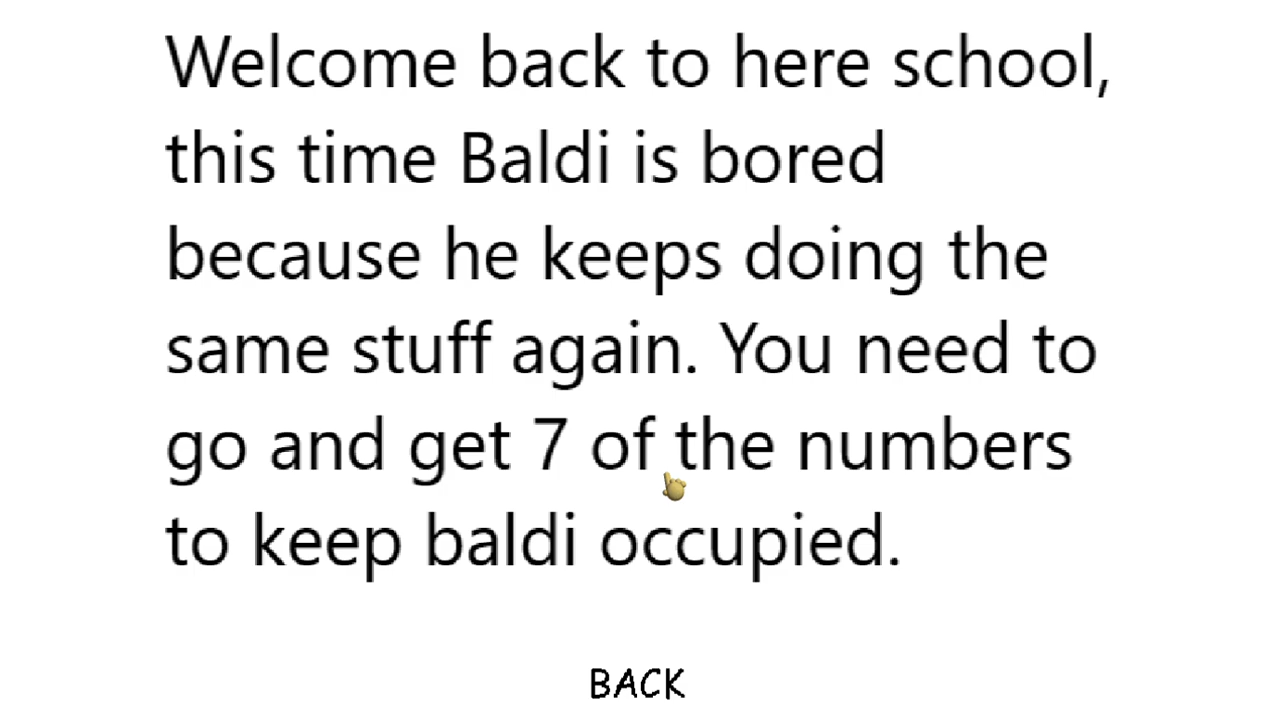 Welcome back to here school,
this time Baldi is bored
because he keeps doing the
same stuff again. You need to
go and get 7 of the numbers
to keep baldi occupied.
BACK